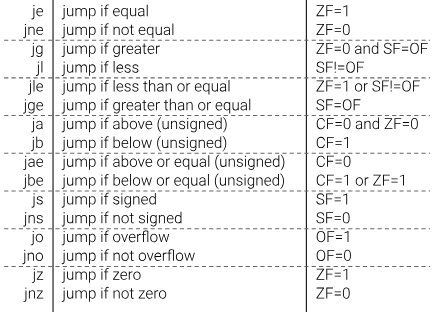 je jump if equal ZF=1
jne jump if not equal ZF=0
jg jump if greater ZF=0 and SF=OF
jl jump if less SF!=OF
jle jump if less than or equal ZF=1 or SF!=OF
jge jump if greater than or equal SF=OF
ja jump if above (unsigned) CF=0 and ZF=0
jb jump if below (unsigned) CF=1
jae jump if above or equal (unsigned) CF=0
jbe jump if below or equal (unsigned) CF=1 or ZF=1
js jump if signed SF=1
jns jump if not signed SF=0
jo jump if overflow OF=1
jno jump if not overflow OF=0
jz jump if zero ZF=1
jnz jump if not zero ZF=0